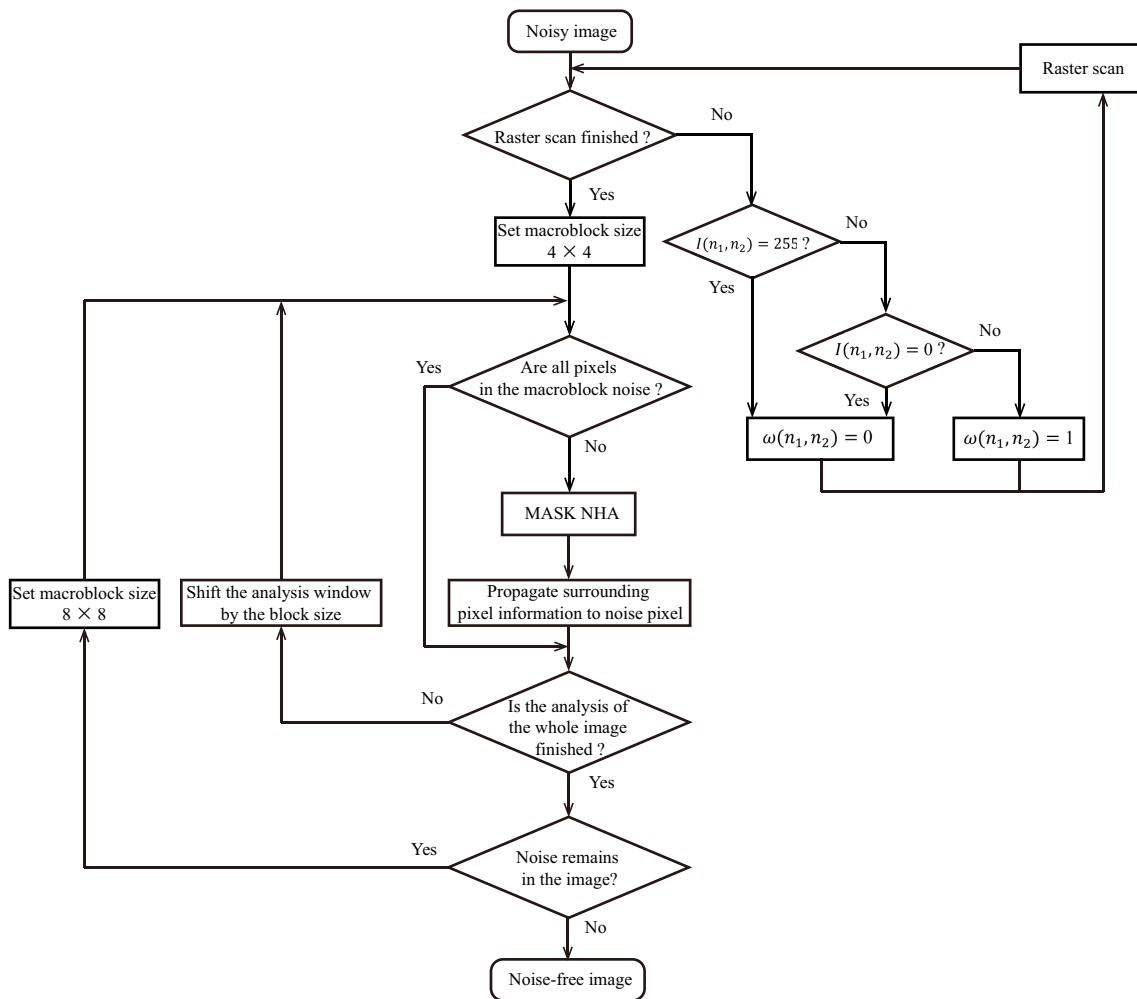 Noisy image
Raster scan
Raster scan finished ?
No
Yes
Set macroblock size
4 × 4
I(n₁,n₂) = 255 ?
No
Yes
I(n₁,n₂) = 0 ?
No
Yes
ω(n₁,n₂) = 0
ω(n₁,n₂) = 1
Are all pixels
in the macroblock noise ?
Yes
No
MASK NHA
Propagate surrounding
pixel information to noise pixel
Set macroblock size
8 × 8
Shift the analysis window
by the block size
No
Is the analysis of
the whole image
finished ?
Yes
Yes
Noise remains
in the image?
No
Noise-free image